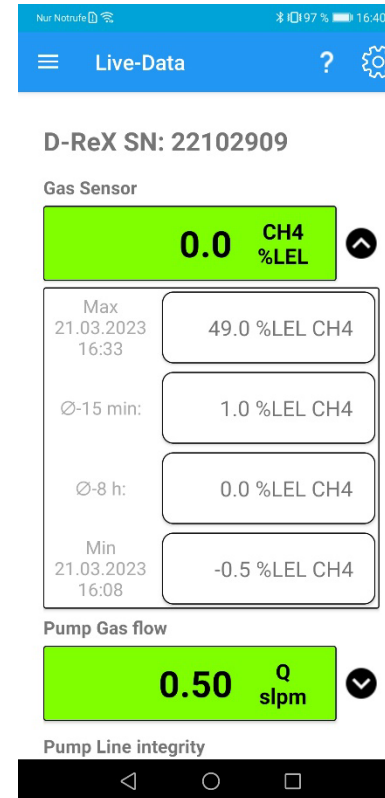 Nur Notrufe 97 % 16:40
Live-Data ?
D-ReX SN: 22102909
Gas Sensor
0.0 CH4 %LEL
Max
21.03.2023
16:33
49.0 %LEL CH4
∅-15 min: 1.0 %LEL CH4
∅-8 h: 0.0 %LEL CH4
Min
21.03.2023
16:08
-0.5 %LEL CH4
Pump Gas flow
0.50 Q slpm
Pump Line integrity